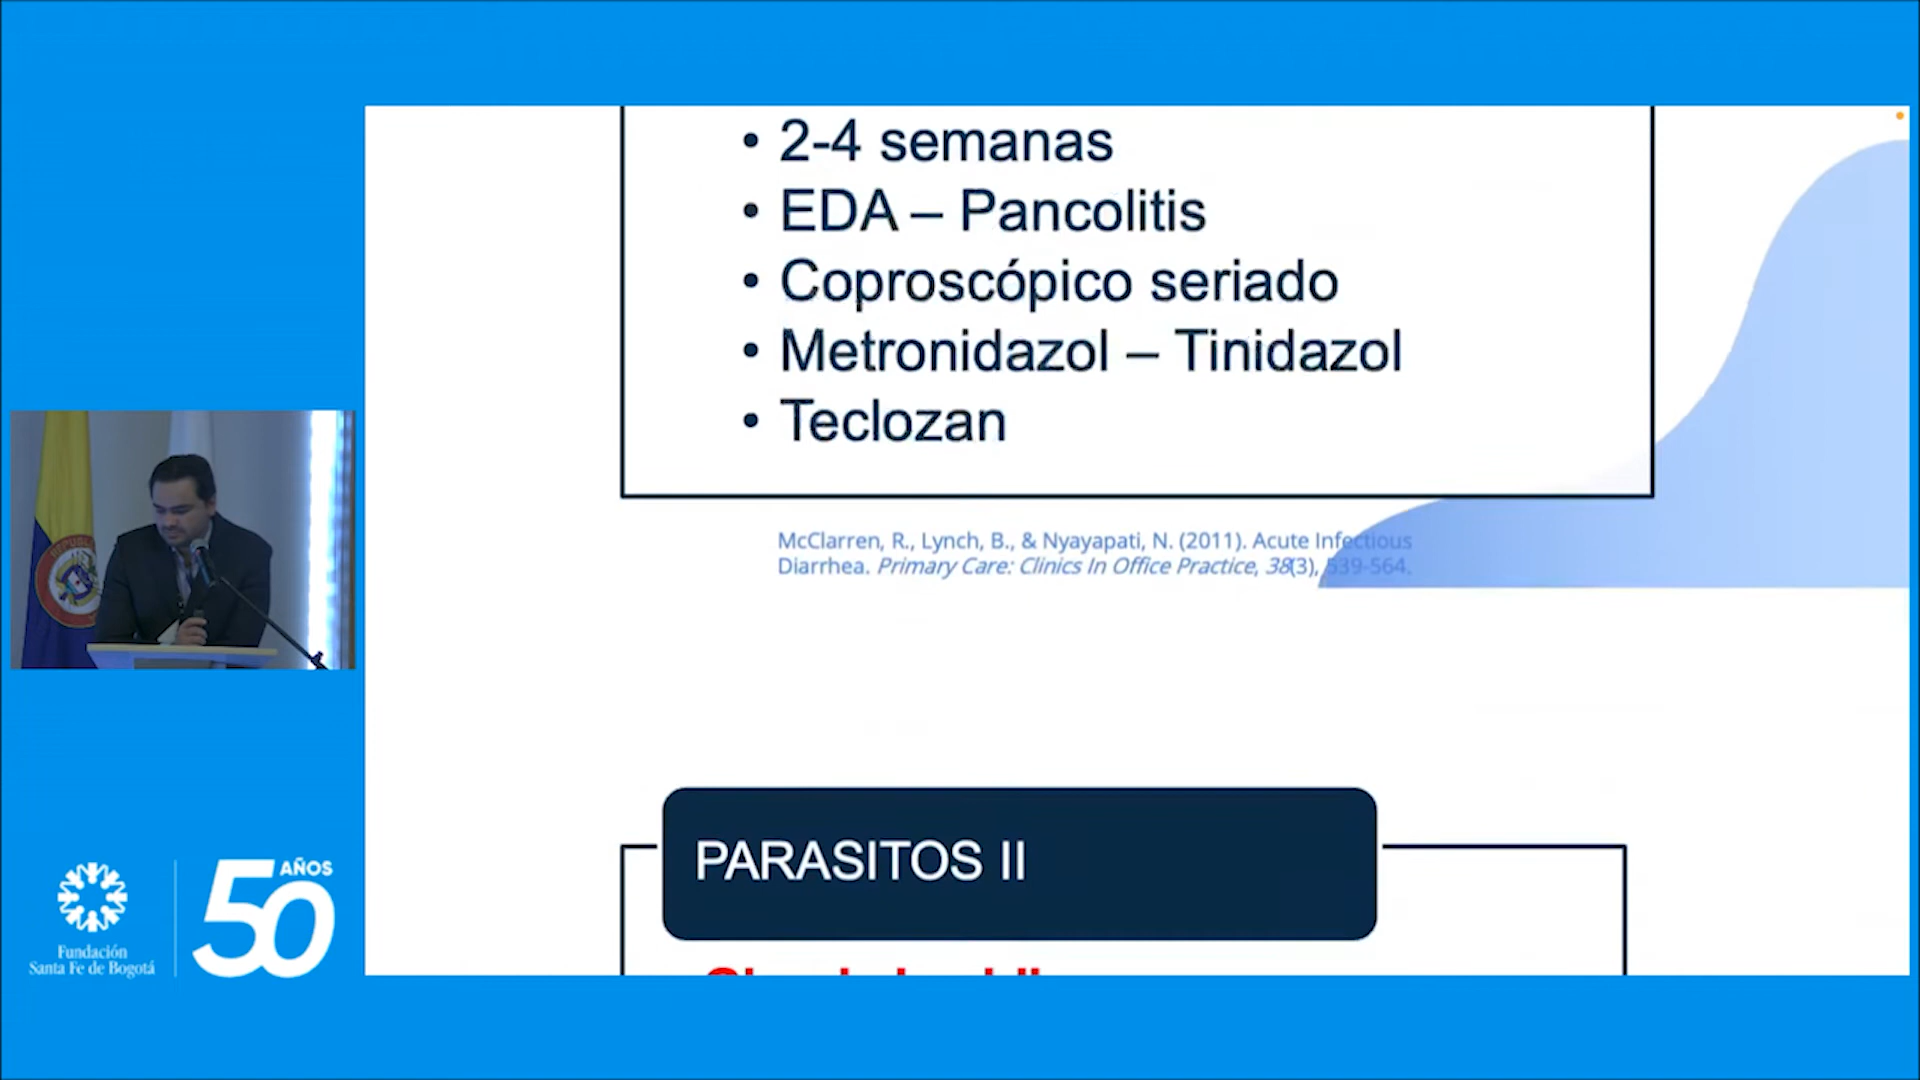 • 2-4 semanas
• EDA – Pancolitis
• Coproscópico seriado
• Metronidazol – Tinidazol
• Teclozan
McClarren, R., Lynch, B., & Nyayapati, N. (2011). Acute Infectious
Diarrhea. Primary Care: Clinics In Office Practice, 38(3), 539-564.
PARASITOS II
50 AÑOS
Fundación
Santa Fe de Bogotá